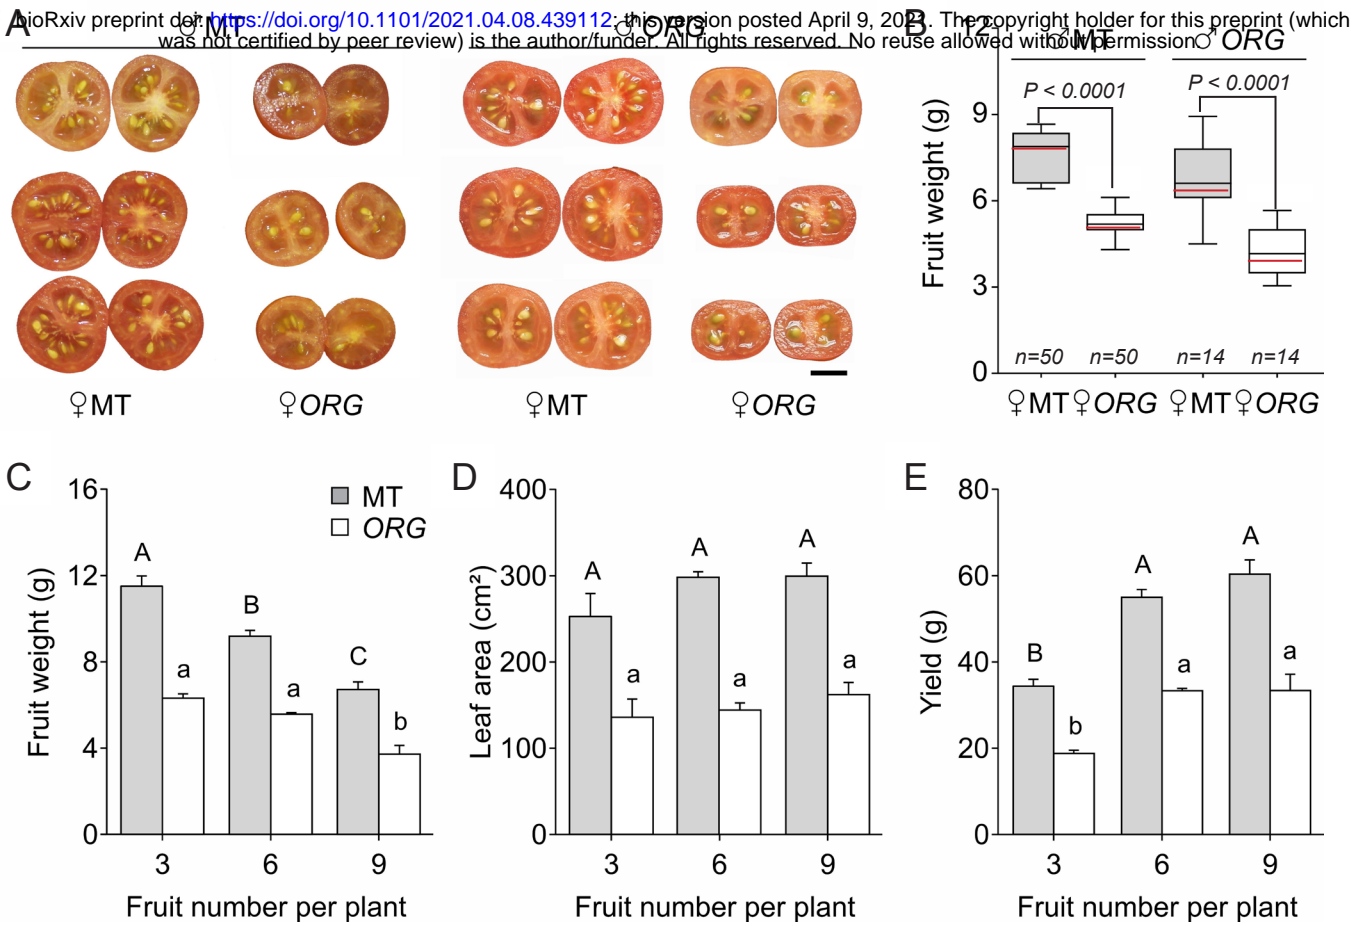 bioRxiv preprint doi: https://doi.org/10.1101/2021.04.08.439112; this version posted April 9, 2021. The copyright holder for this preprint (which
was not certified by peer review) is the author/funder. All rights reserved. No reuse allowed without permission.
A
♂MT
♂ORG
♀MT
♀ORG
♀MT
♀ORG
B
♂MT
♂ORG
P < 0.0001
P < 0.0001
Fruit weight (g)
12
9
6
3
0
n=50
n=50
n=14
n=14
♀MT ♀ORG ♀MT ♀ORG
C
MT
ORG
Fruit weight (g)
16
12
8
4
0
A
a
B
a
C
b
3 6 9
Fruit number per plant
D
Leaf area (cm²)
400
300
200
100
0
A
a
A
a
A
a
3 6 9
Fruit number per plant
E
Yield (g)
80
60
40
20
0
B
b
A
a
A
a
3 6 9
Fruit number per plant